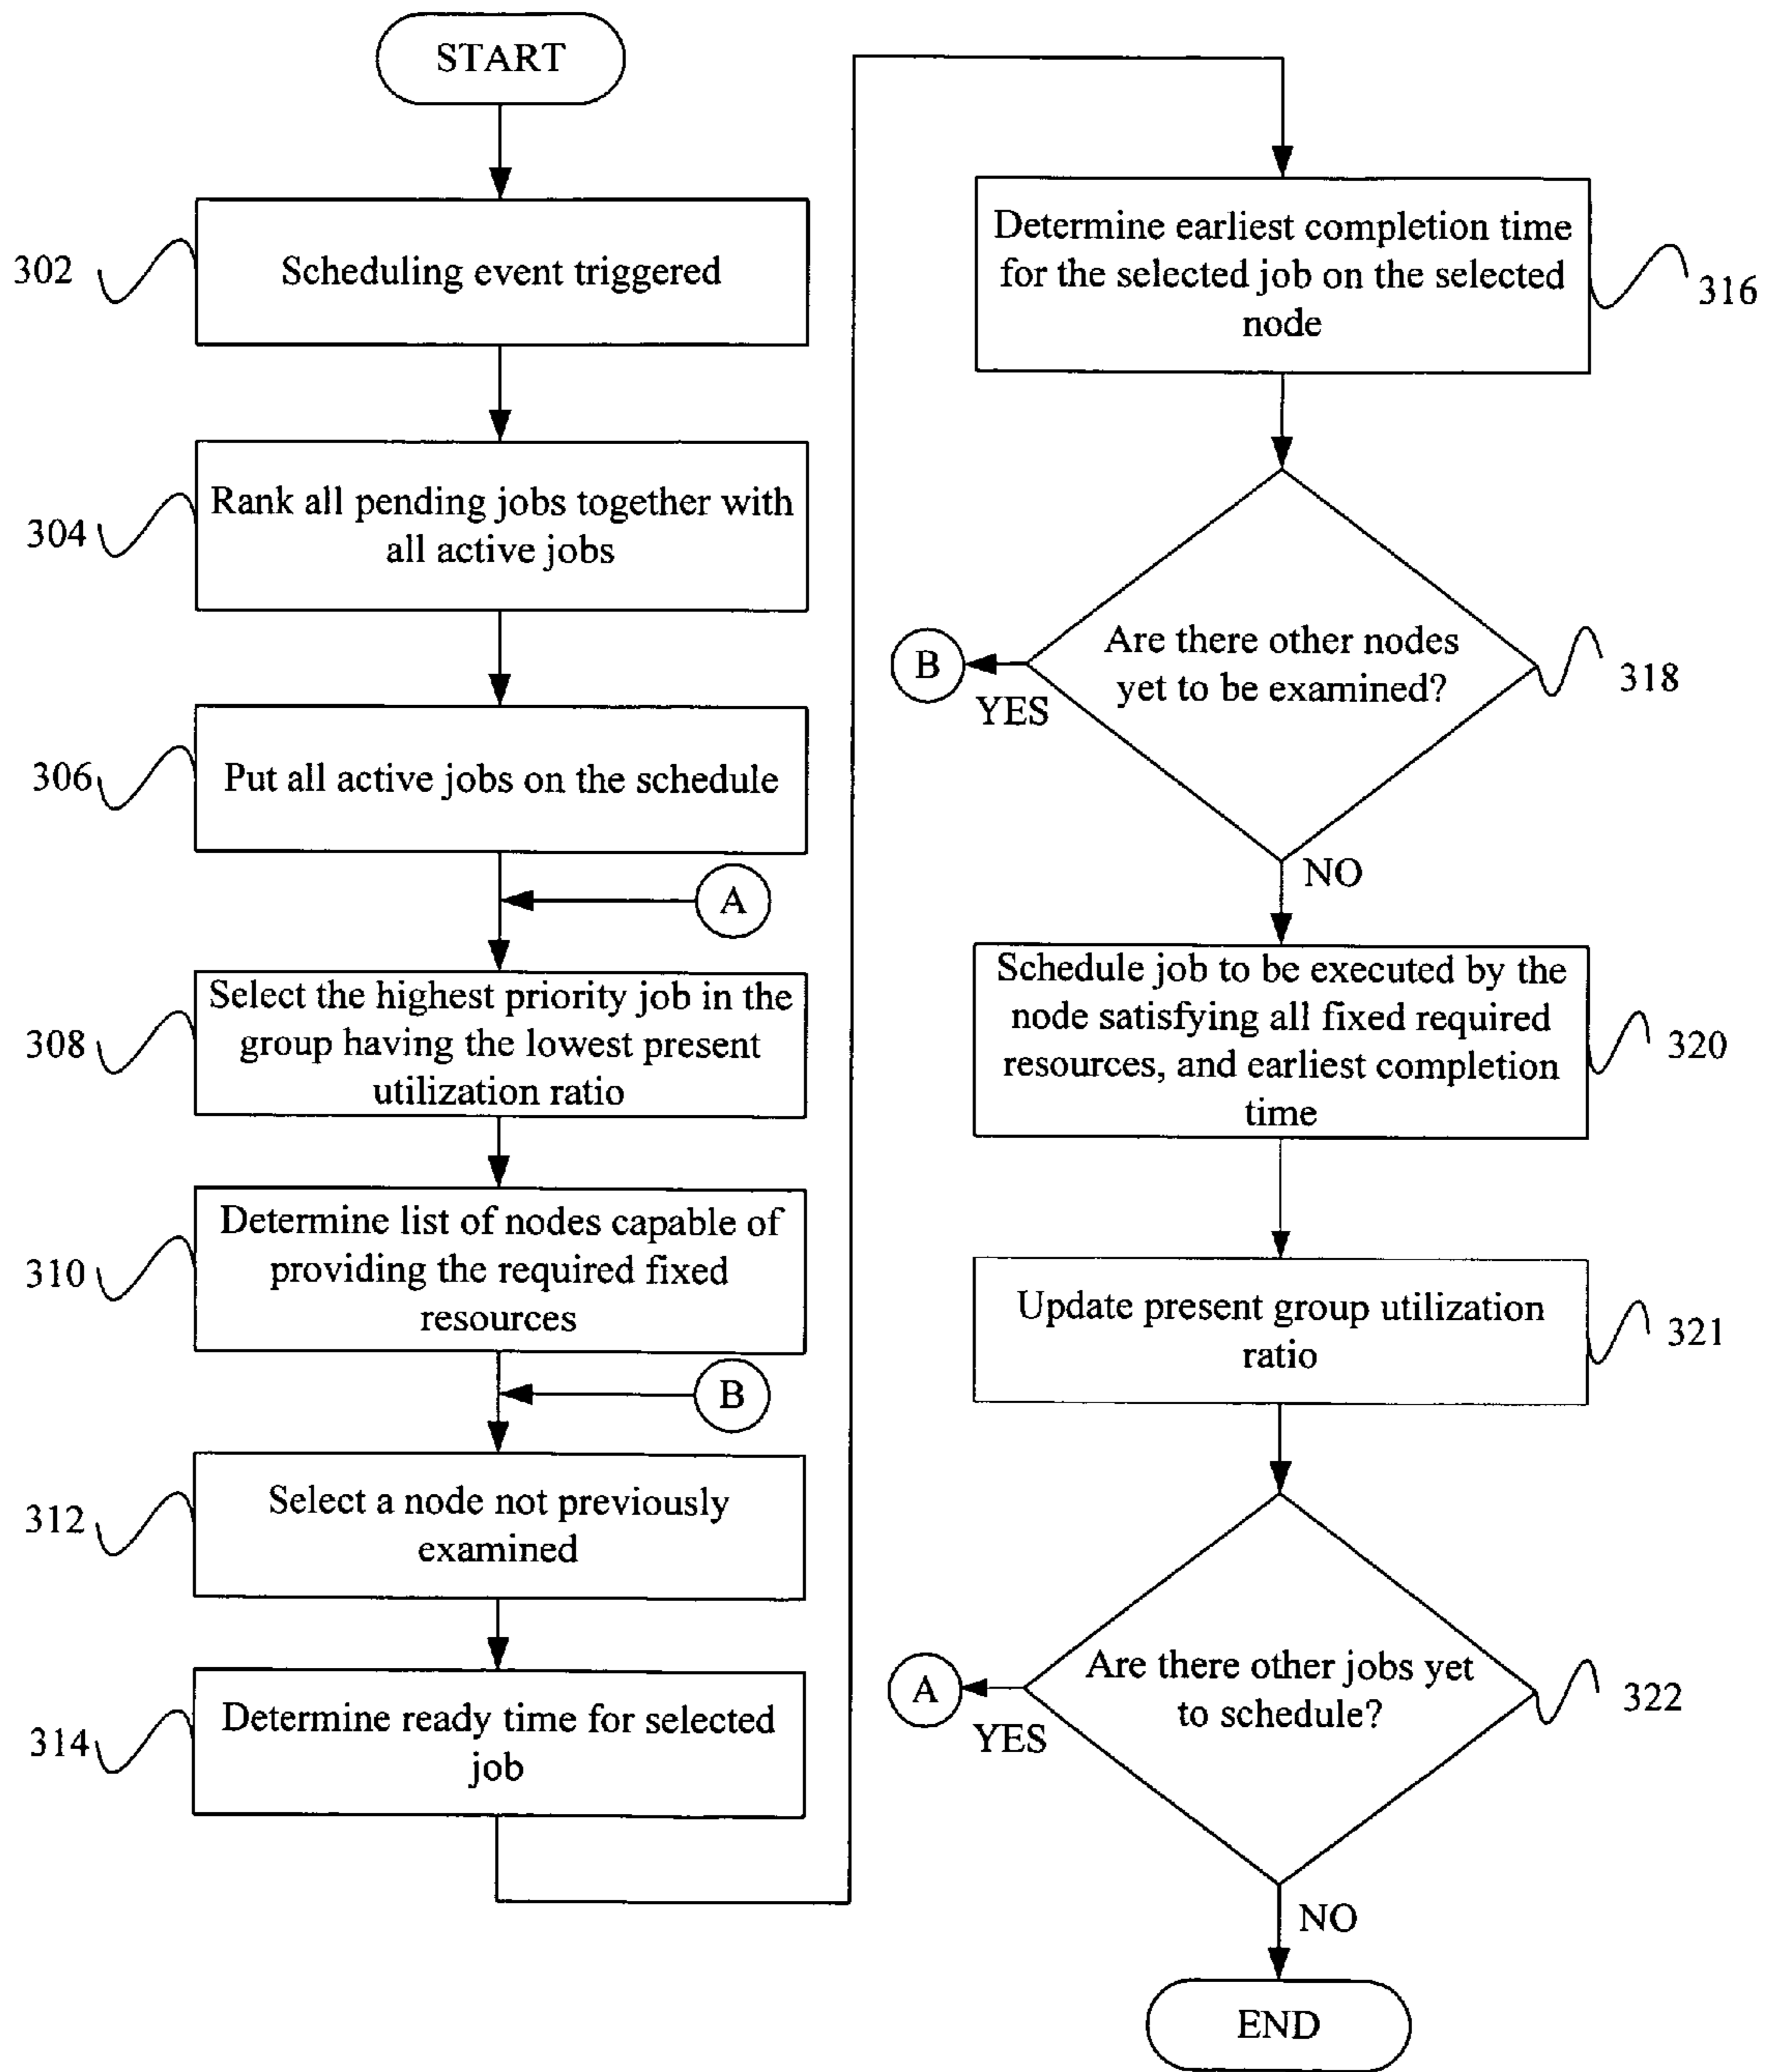 START
302
Scheduling event triggered
304
Rank all pending jobs together with
all active jobs
306
Put all active jobs on the schedule
A
308
Select the highest priority job in the
group having the lowest present
utilization ratio
310
Determine list of nodes capable of
providing the required fixed
resources
B
312
Select a node not previously
examined
314
Determine ready time for selected
job
Determine earliest completion time
for the selected job on the selected
node
316
Are there other nodes
yet to be examined?
318
B
YES
NO
Schedule job to be executed by the
node satisfying all fixed required
resources, and earliest completion
time
320
Update present group utilization
ratio
321
Are there other jobs yet
to schedule?
322
A
YES
NO
END